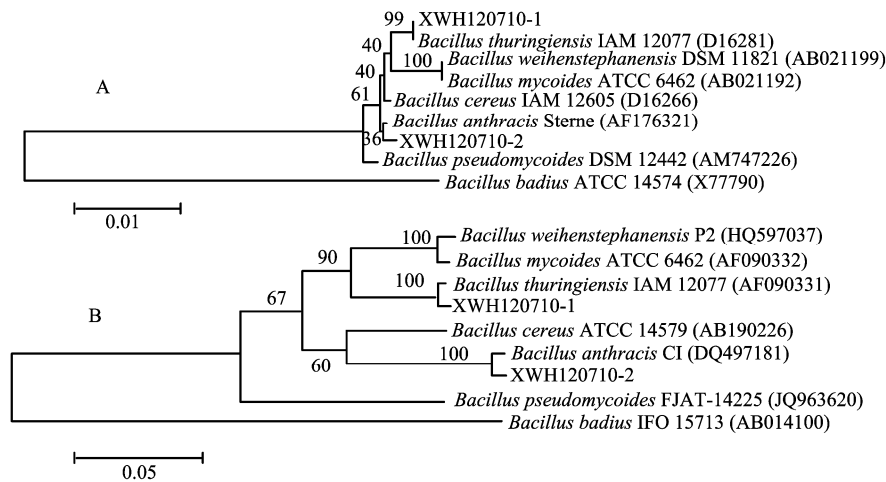 99
XWH120710-1
40
Bacillus thuringiensis IAM 12077 (D16281)
100
Bacillus weihenstephanensis DSM 11821 (AB021199)
40
Bacillus mycoides ATCC 6462 (AB021192)
A
61
Bacillus cereus IAM 12605 (D16266)
Bacillus anthracis Sterne (AF176321)
36
XWH120710-2
Bacillus pseudomycoides DSM 12442 (AM747226)
Bacillus badius ATCC 14574 (X77790)
0.01
100
Bacillus weihenstephanensis P2 (HQ597037)
90
Bacillus mycoides ATCC 6462 (AF090332)
100
Bacillus thuringiensis IAM 12077 (AF090331)
67
XWH120710-1
B
Bacillus cereus ATCC 14579 (AB190226)
100
Bacillus anthracis CI (DQ497181)
60
XWH120710-2
Bacillus pseudomycoides FJAT-14225 (JQ963620)
Bacillus badius IFO 15713 (AB014100)
0.05